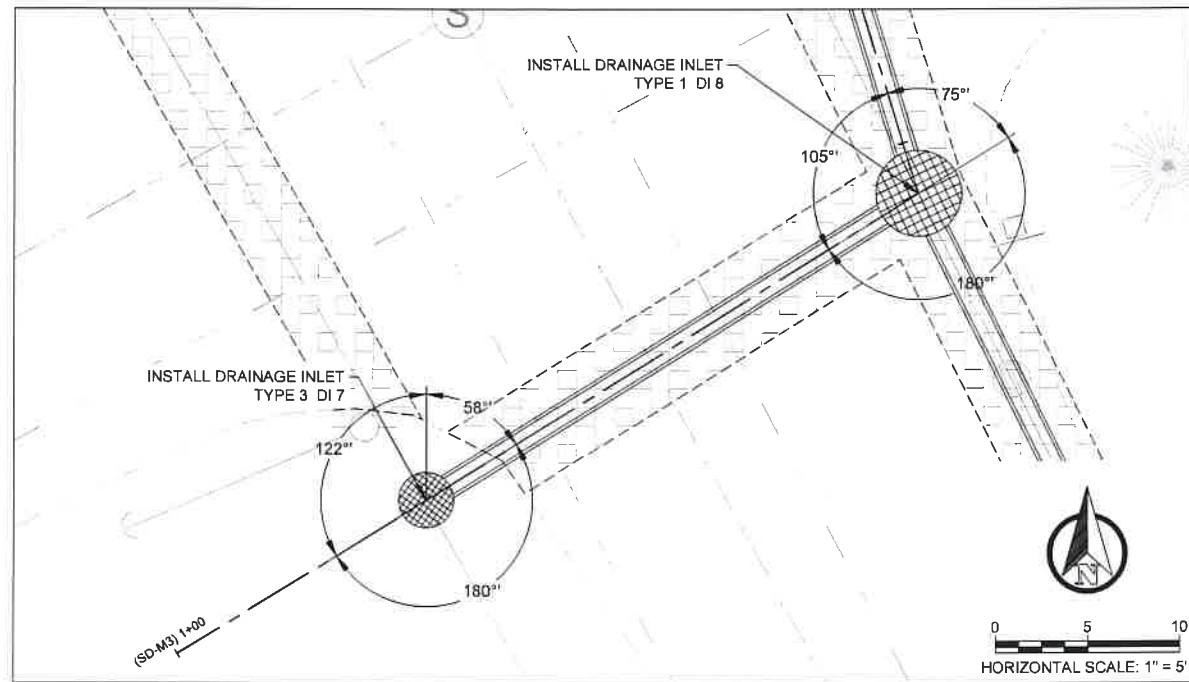 S
INSTALL DRAINAGE INLET
TYPE 1 DI 8
75°'
105°'
180°'
INSTALL DRAINAGE INLET
TYPE 3 DI 7
58°'
122°'
180°'
(SD-M3) 1+00
N
0 5 10
HORIZONTAL SCALE: 1" = 5'